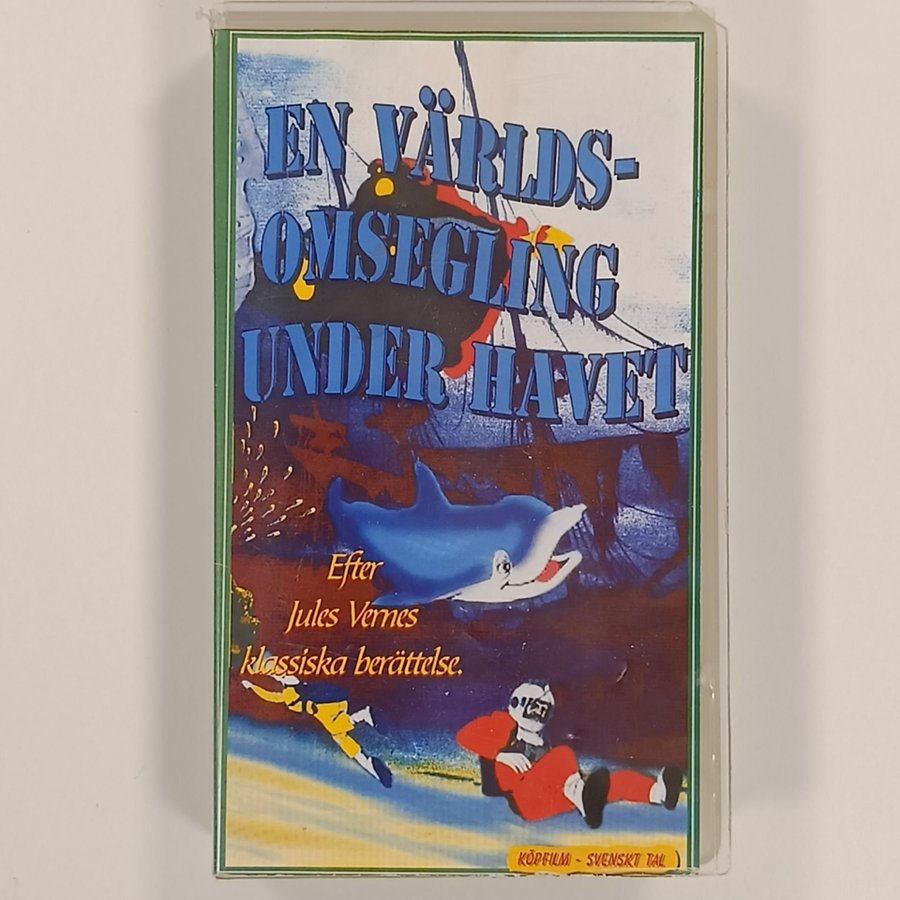 EN VÄRLDS-
OMSEGLING
UNDER HAVET
Efter
Jules Vernes
klassiska berättelse.
KÖPFILM - SVENSKT TAL